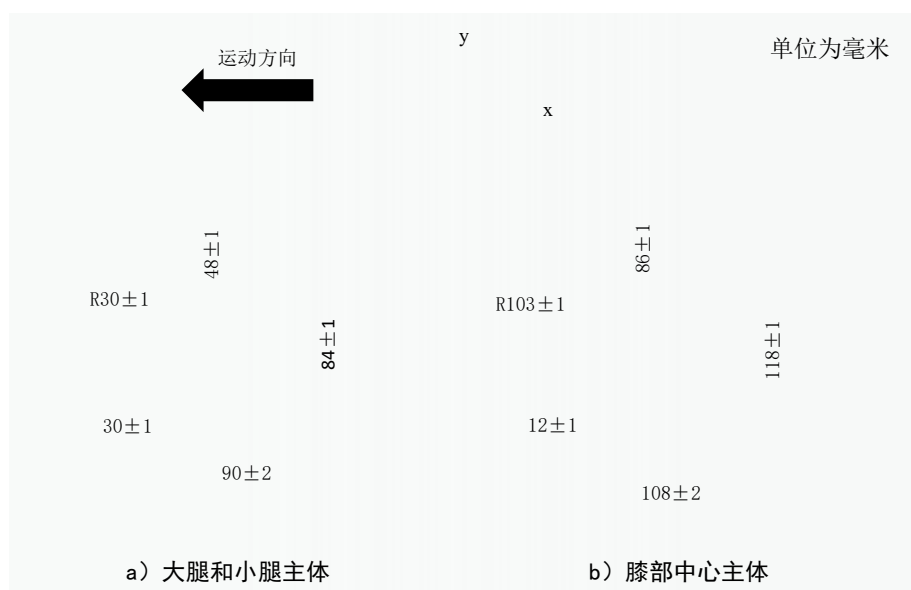 y
单位为毫米
运动方向
x
48±1
86±1
R30±1
R103±1
84±1
118±1
30±1
12±1
90±2
108±2
a）大腿和小腿主体
b）膝部中心主体